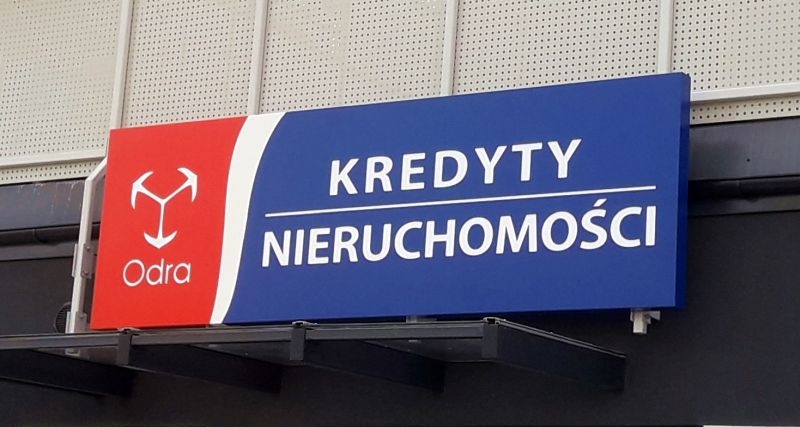 KREDYTY
NIERUCHOMOŚCI
Odra